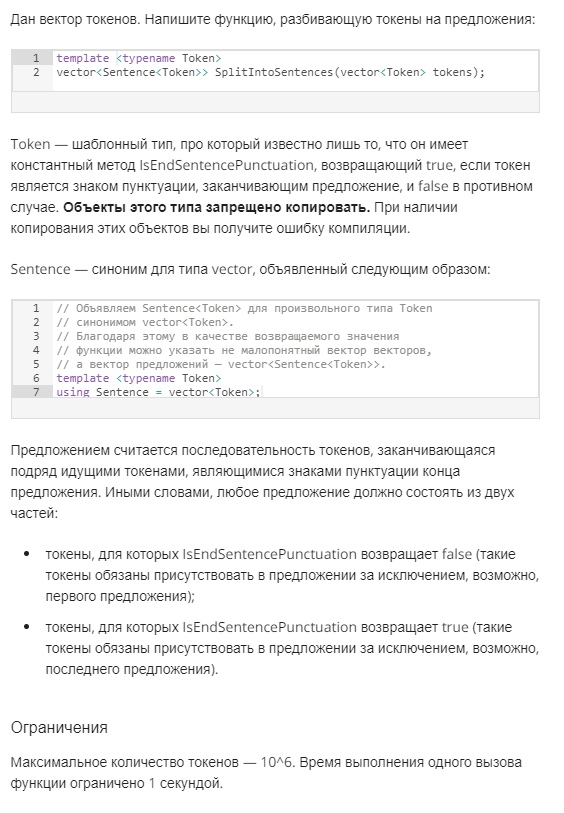 Дан вектор токенов. Напишите функцию, разбивающую токены на предложения:
1 template <typename Token>
2 vector<Sentence<Token>> SplitIntoSentences(vector<Token> tokens);
Token — шаблонный тип, про который известно лишь то, что он имеет
константный метод IsEndSentencePunctuation, возвращающий true, если токен
является знаком пунктуации, заканчивающим предложение, и false в противном
случае. Объекты этого типа запрещено копировать. При наличии
копирования этих объектов вы получите ошибку компиляции.
Sentence — синоним для типа vector, объявленный следующим образом:
1 // Объявляем Sentence<Token> для произвольного типа Token
2 // синонимом vector<Token>.
3 // Благодаря этому в качестве возвращаемого значения
4 // функции можно указать не малопонятный вектор векторов,
5 // а вектор предложений — vector<Sentence<Token>>.
6 template <typename Token>
7 using Sentence = vector<Token>;
Предложением считается последовательность токенов, заканчивающаяся
подряд идущими токенами, являющимися знаками пунктуации конца
предложения. Иными словами, любое предложение должно состоять из двух
частей:
• токены, для которых IsEndSentencePunctuation возвращает false (такие
токены обязаны присутствовать в предложении за исключением, возможно,
первого предложения);
• токены, для которых IsEndSentencePunctuation возвращает true (такие
токены обязаны присутствовать в предложении за исключением, возможно,
последнего предложения).
Ограничения
Максимальное количество токенов — 10^6. Время выполнения одного вызова
функции ограничено 1 секундой.